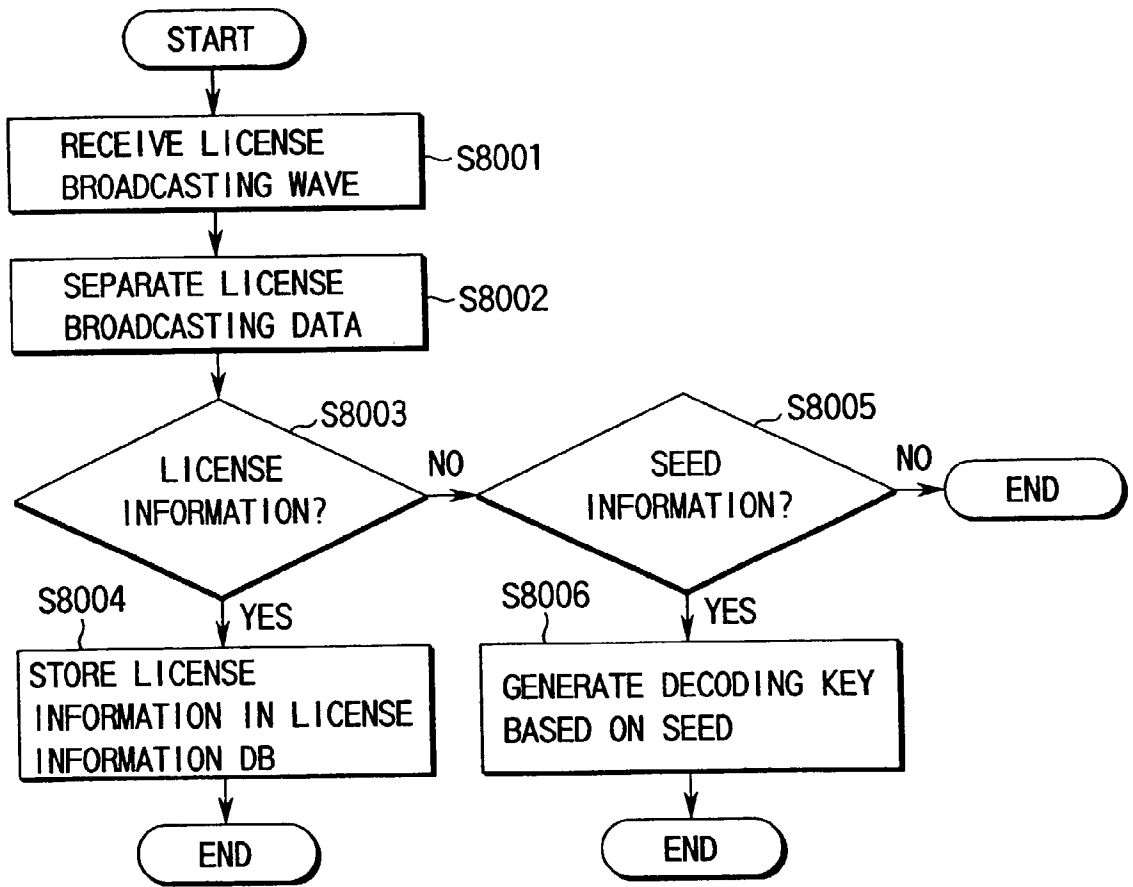 START
RECEIVE LICENSE
BROADCASTING WAVE
S8001
SEPARATE LICENSE
BROADCASTING DATA
S8002
S8003
LICENSE
INFORMATION?
NO
S8005
SEED
INFORMATION?
NO
END
S8004
YES
STORE LICENSE
INFORMATION IN LICENSE
INFORMATION DB
END
S8006
YES
GENERATE DECODING KEY
BASED ON SEED
END